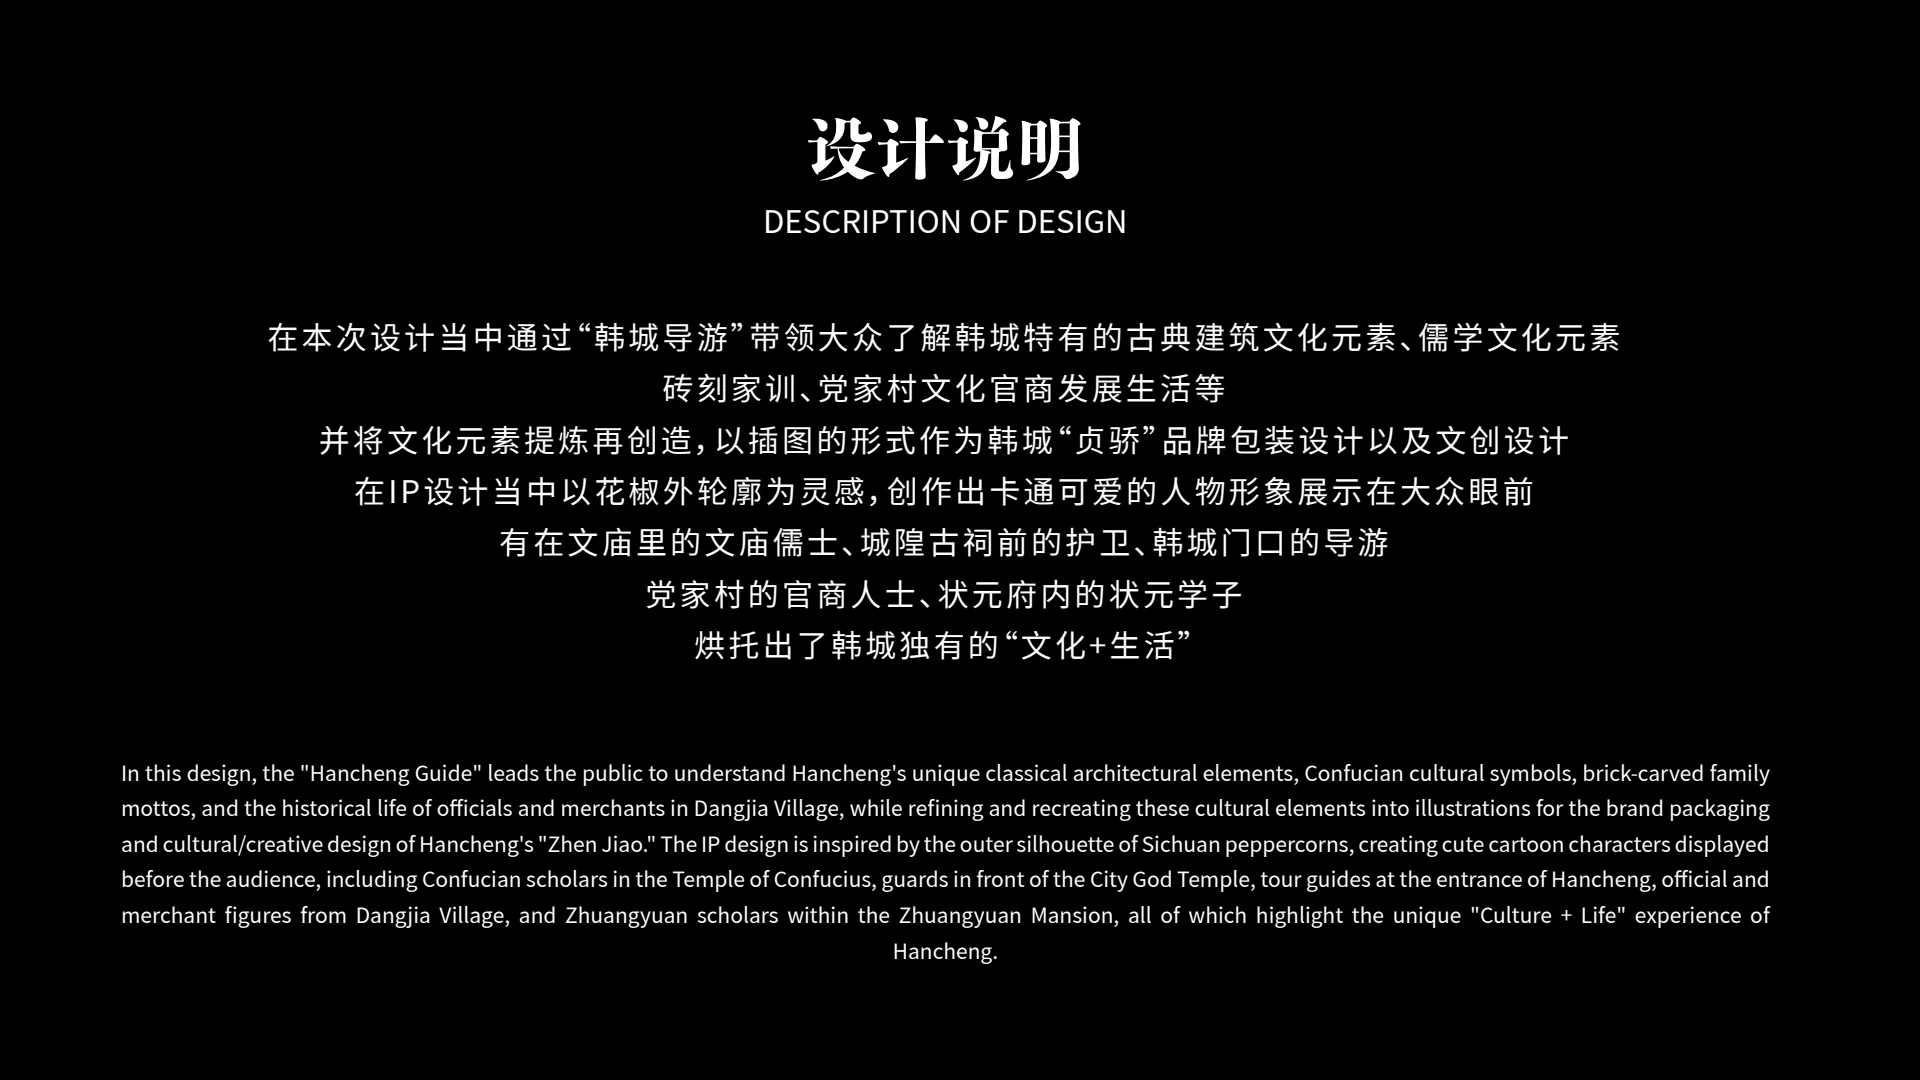 设计说明
DESCRIPTION OF DESIGN
在本次设计当中通过“韩城导游”带领大众了解韩城特有的古典建筑文化元素、儒学文化元素
砖刻家训、党家村文化官商发展生活等
并将文化元素提炼再创造，以插图的形式作为韩城“贞骄”品牌包装设计以及文创设计
在IP设计当中以花椒外轮廓为灵感，创作出卡通可爱的人物形象展示在大众眼前
有在文庙里的文庙儒士、城隍古祠前的护卫、韩城门口的导游
党家村的官商人士、状元府内的状元学子
烘托出了韩城独有的“文化+生活”
In this design, the "Hancheng Guide" leads the public to understand Hancheng's unique classical architectural elements, Confucian cultural symbols, brick-carved family
mottos, and the historical life of officials and merchants in Dangjia Village, while refining and recreating these cultural elements into illustrations for the brand packaging
and cultural/creative design of Hancheng's "Zhen Jiao." The IP design is inspired by the outer silhouette of Sichuan peppercorns, creating cute cartoon characters displayed
before the audience, including Confucian scholars in the Temple of Confucius, guards in front of the City God Temple, tour guides at the entrance of Hancheng, official and
merchant figures from Dangjia Village, and Zhuangyuan scholars within the Zhuangyuan Mansion, all of which highlight the unique "Culture + Life" experience of
Hancheng.